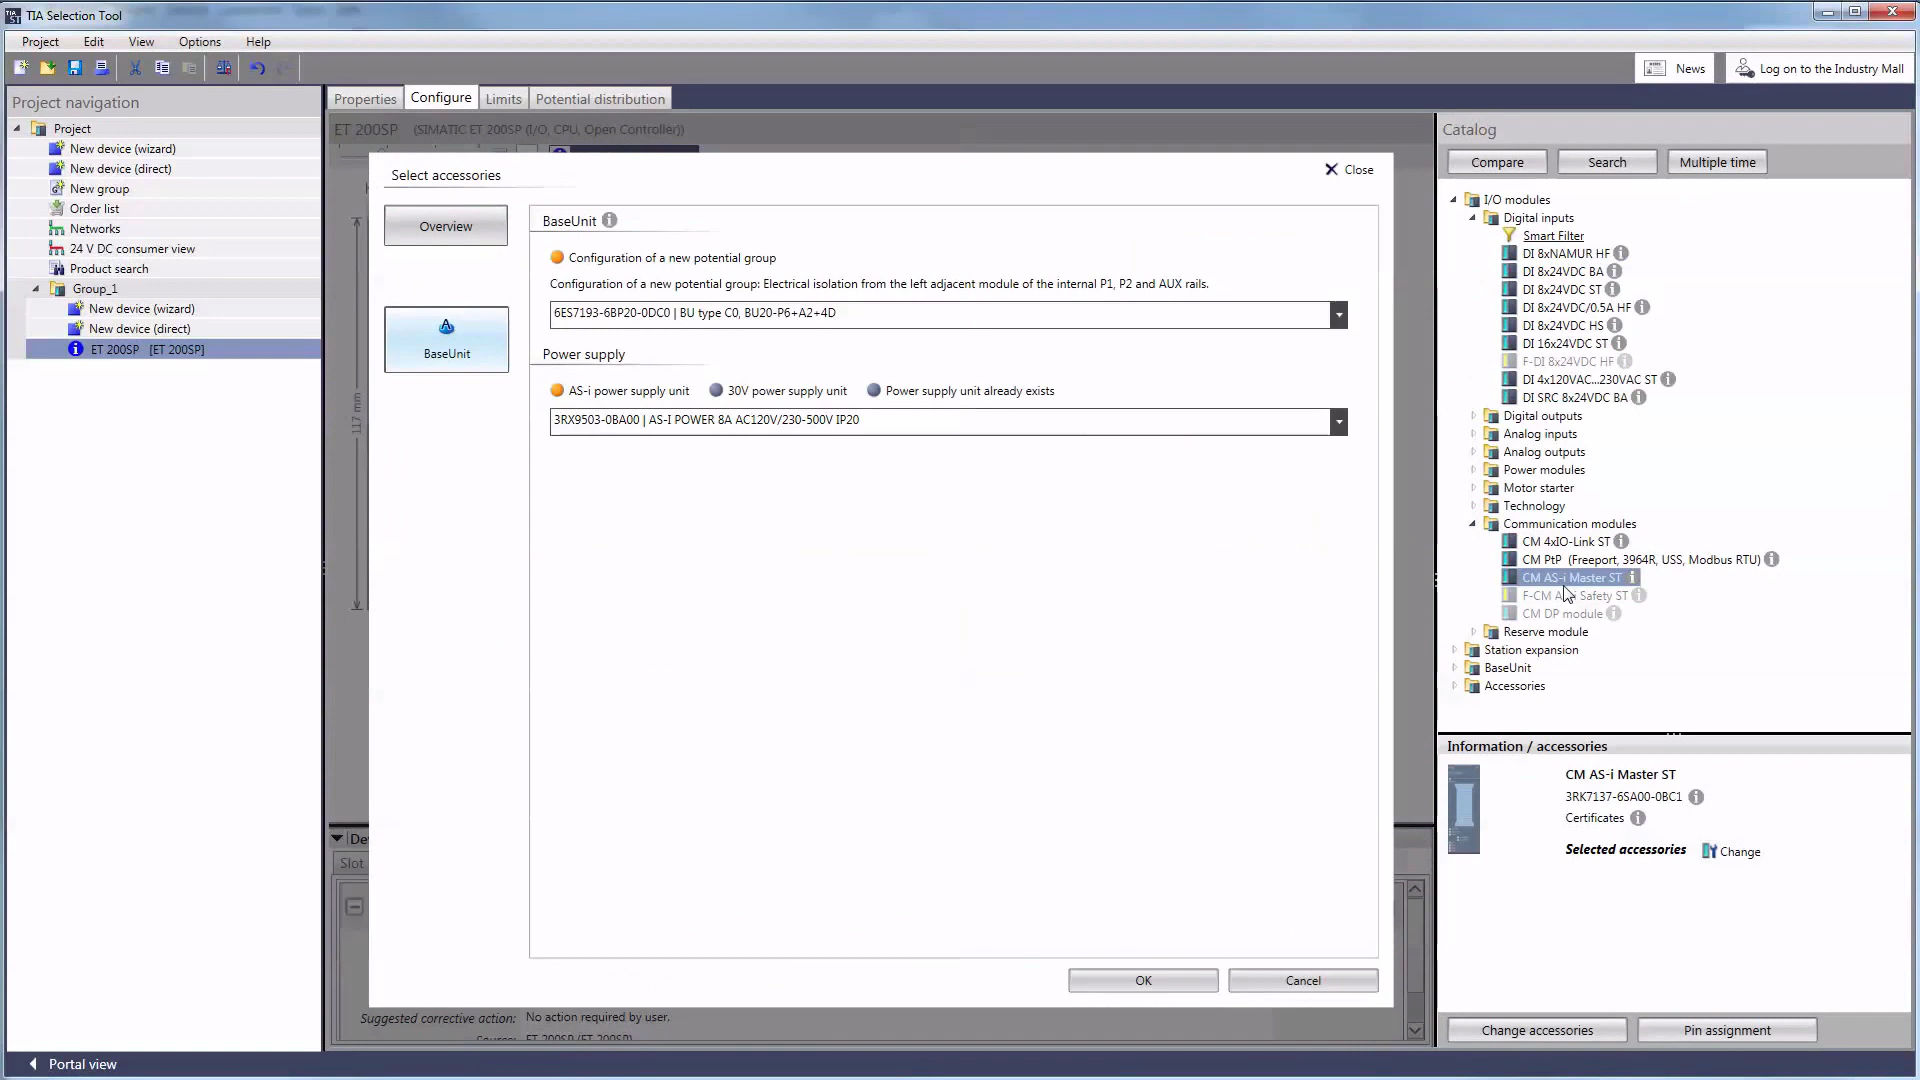 TIA Selection Tool
Project Edit View Options Help
News
Log on to the Industry Mall
Project navigation
Project
New device (wizard)
New device (direct)
New group
Order list
Networks
24 V DC consumer view
Product search
Group_1
New device (wizard)
New device (direct)
ET 200SP [ET 200SP]
Portal view
Properties Configure Limits Potential distribution
ET 200SP (SIMATIC ET 200SP (I/O, CPU, Open Controller))
117 mm
Select accessories
Close
Overview
BaseUnit
BaseUnit
Configuration of a new potential group
Configuration of a new potential group: Electrical isolation from the left adjacent module of the internal P1, P2 and AUX rails.
6ES7193-6BP20-0DC0 | BU type C0, BU20-P6+A2+4D
Power supply
AS-i power supply unit 30V power supply unit Power supply unit already exists
3RX9503-0BA00 | AS-I POWER 8A AC120V/230-500V IP20
OK Cancel
Slot
Suggested corrective action: No action required by user.
Catalog
Compare Search Multiple time
I/O modules
Digital inputs
Smart Filter
DI 8xNAMUR HF
DI 8x24VDC BA
DI 8x24VDC ST
DI 8x24VDC/0.5A HF
DI 8x24VDC HS
DI 16x24VDC ST
F-DI 8x24VDC HF
DI 4x120VAC...230VAC ST
DI SRC 8x24VDC BA
Digital outputs
Analog inputs
Analog outputs
Power modules
Motor starter
Technology
Communication modules
CM 4xIO-Link ST
CM PtP (Freeport, 3964R, USS, Modbus RTU)
CM AS-i Master ST
F-CM Safety ST
CM DP module
Reserve module
Station expansion
BaseUnit
Accessories
Information / accessories
CM AS-i Master ST
3RK7137-6SA00-0BC1
Certificates
Selected accessories Change
Change accessories Pin assignment